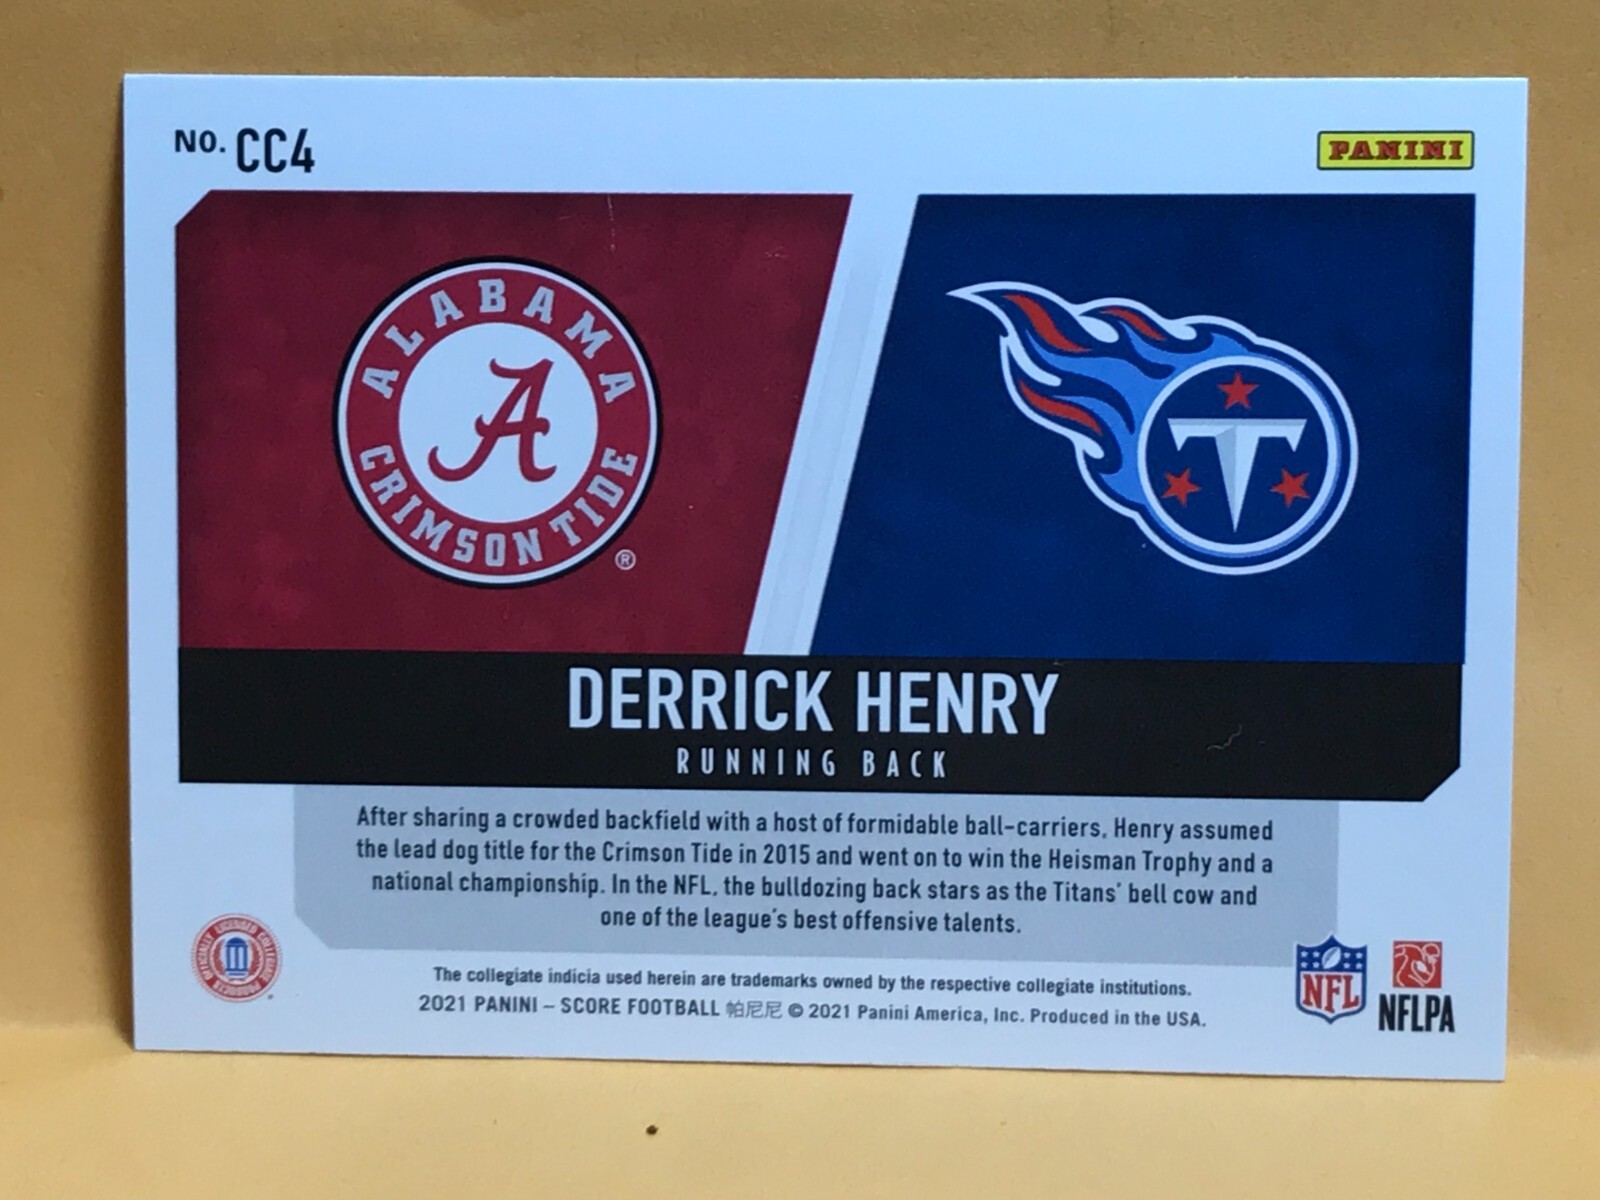 No. CC4
PANINI
ALABAMA
A
CRIMSON TIDE
®
T
DERRICK HENRY
RUNNING BACK
After sharing a crowded backfield with a host of formidable ball-carriers, Henry assumed
the lead dog title for the Crimson Tide in 2015 and went on to win the Heisman Trophy and a
national championship. In the NFL, the bulldozing back stars as the Titans' bell cow and
one of the league's best offensive talents.
OFFICIALLY LICENSED COLLEGIATE PRODUCTS
The collegiate indicia used herein are trademarks owned by the respective collegiate institutions.
2021 PANINI – SCORE FOOTBALL 帕尼尼 © 2021 Panini America, Inc. Produced in the USA.
NFL
NFLPA